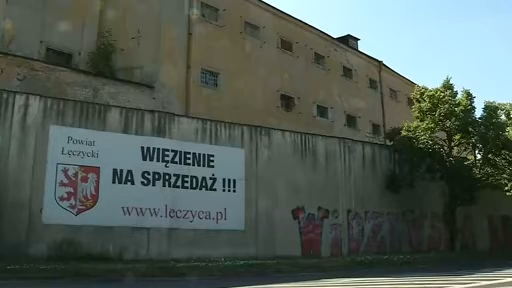 Powiat
Łęczycki
WIĘZIENIE
NA SPRZEDAŻ !!!
www.leczyca.pl